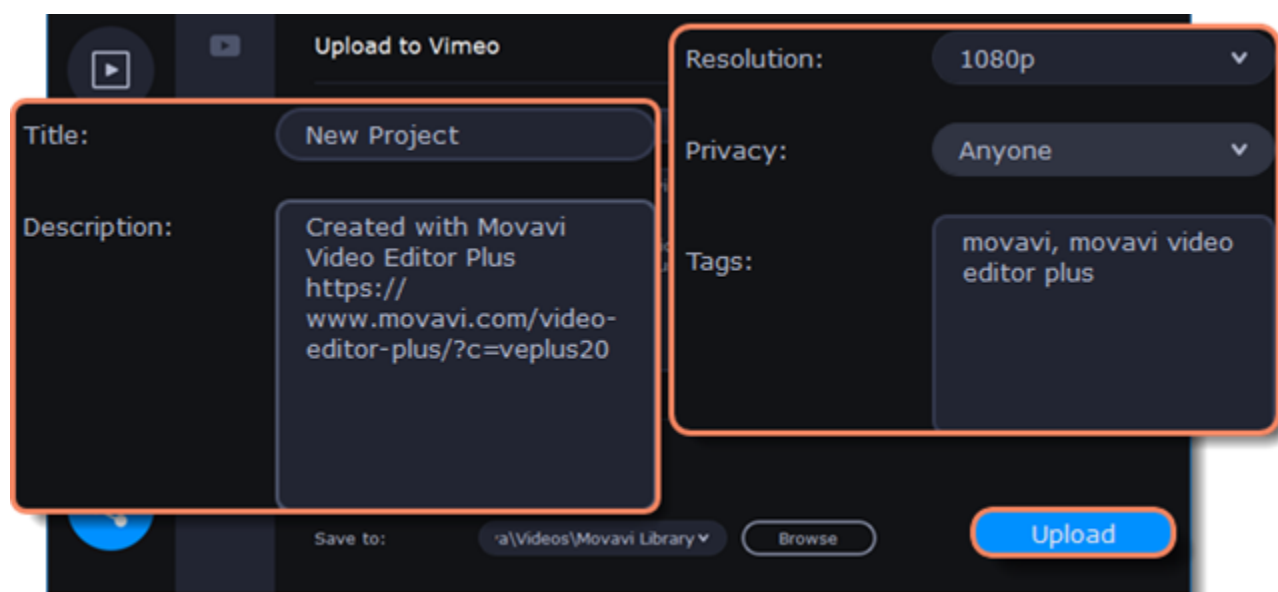 Upload to Vimeo
Title:
New Project
Description:
Created with Movavi
Video Editor Plus
https://
www.movavi.com/video-
editor-plus/?c=veplus20
Resolution:
1080p
Privacy:
Anyone
Tags:
movavi, movavi video
editor plus
Save to:
a\Videos\Movavi Library
Browse
Upload